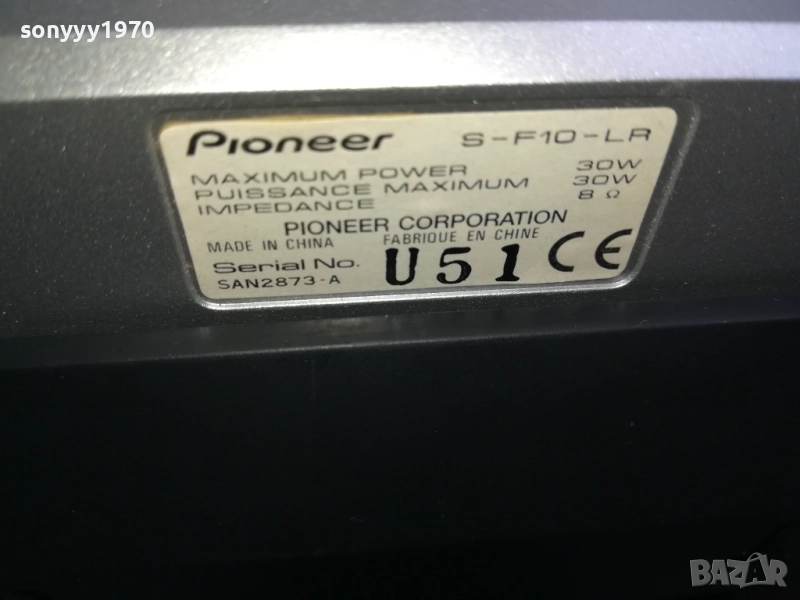 sonyyy1970
Pioneer S-F10-LR
MAXIMUM POWER 30W
PUISSANCE MAXIMUM 30W
IMPEDANCE 8 Ω
PIONEER CORPORATION
MADE IN CHINA FABRIQUE EN CHINE
Serial No. U51 CE
SAN2873-A
BAZAR